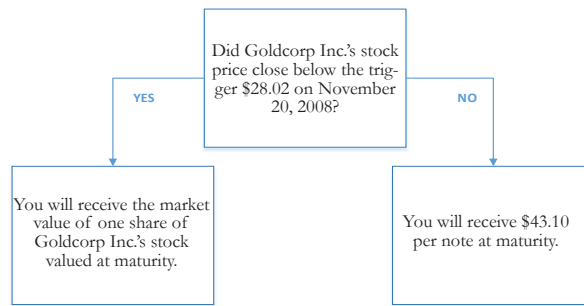 Did Goldcorp Inc.'s stock
price close below the trig-
ger $28.02 on November
20, 2008?
YES
NO
You will receive the market
value of one share of
Goldcorp Inc.'s stock
valued at maturity.
You will receive $43.10
per note at maturity.